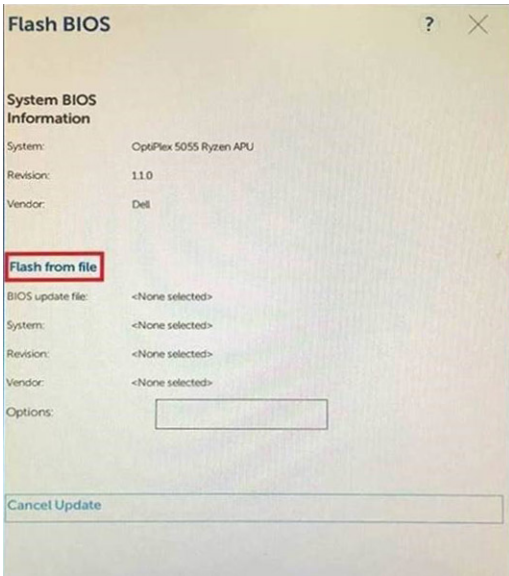 Flash BIOS ?
System BIOS
Information
System: OptiPlex 5055 Ryzen APU
Revision: 1.1.0
Vendor: Dell
Flash from file
BIOS update file: <None selected>
System: <None selected>
Revision: <None selected>
Vendor: <None selected>
Options:
Cancel Update